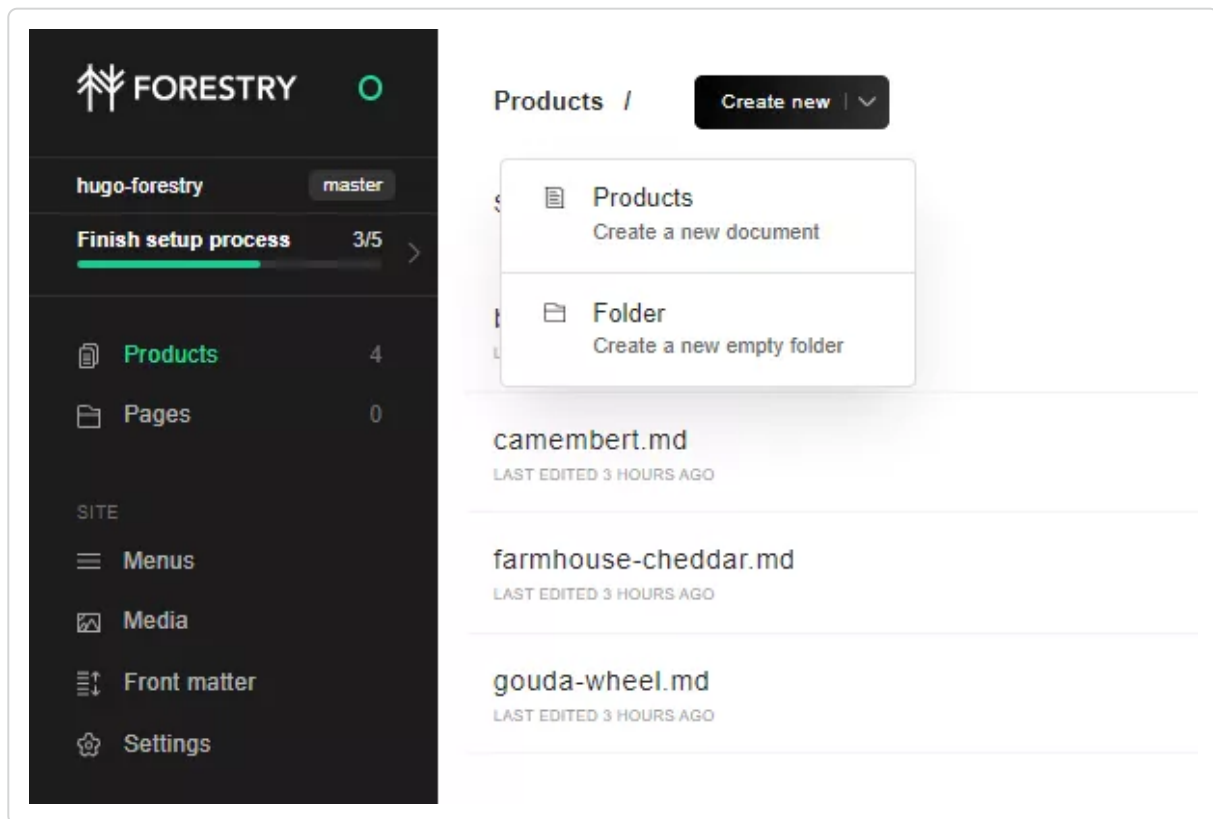 FORESTRY
hugo-forestry master
Finish setup process 3/5
Products 4
Pages 0
SITE
Menus
Media
Front matter
Settings
Products / Create new
Products
Create a new document
Folder
Create a new empty folder
camembert.md
LAST EDITED 3 HOURS AGO
farmhouse-cheddar.md
LAST EDITED 3 HOURS AGO
gouda-wheel.md
LAST EDITED 3 HOURS AGO